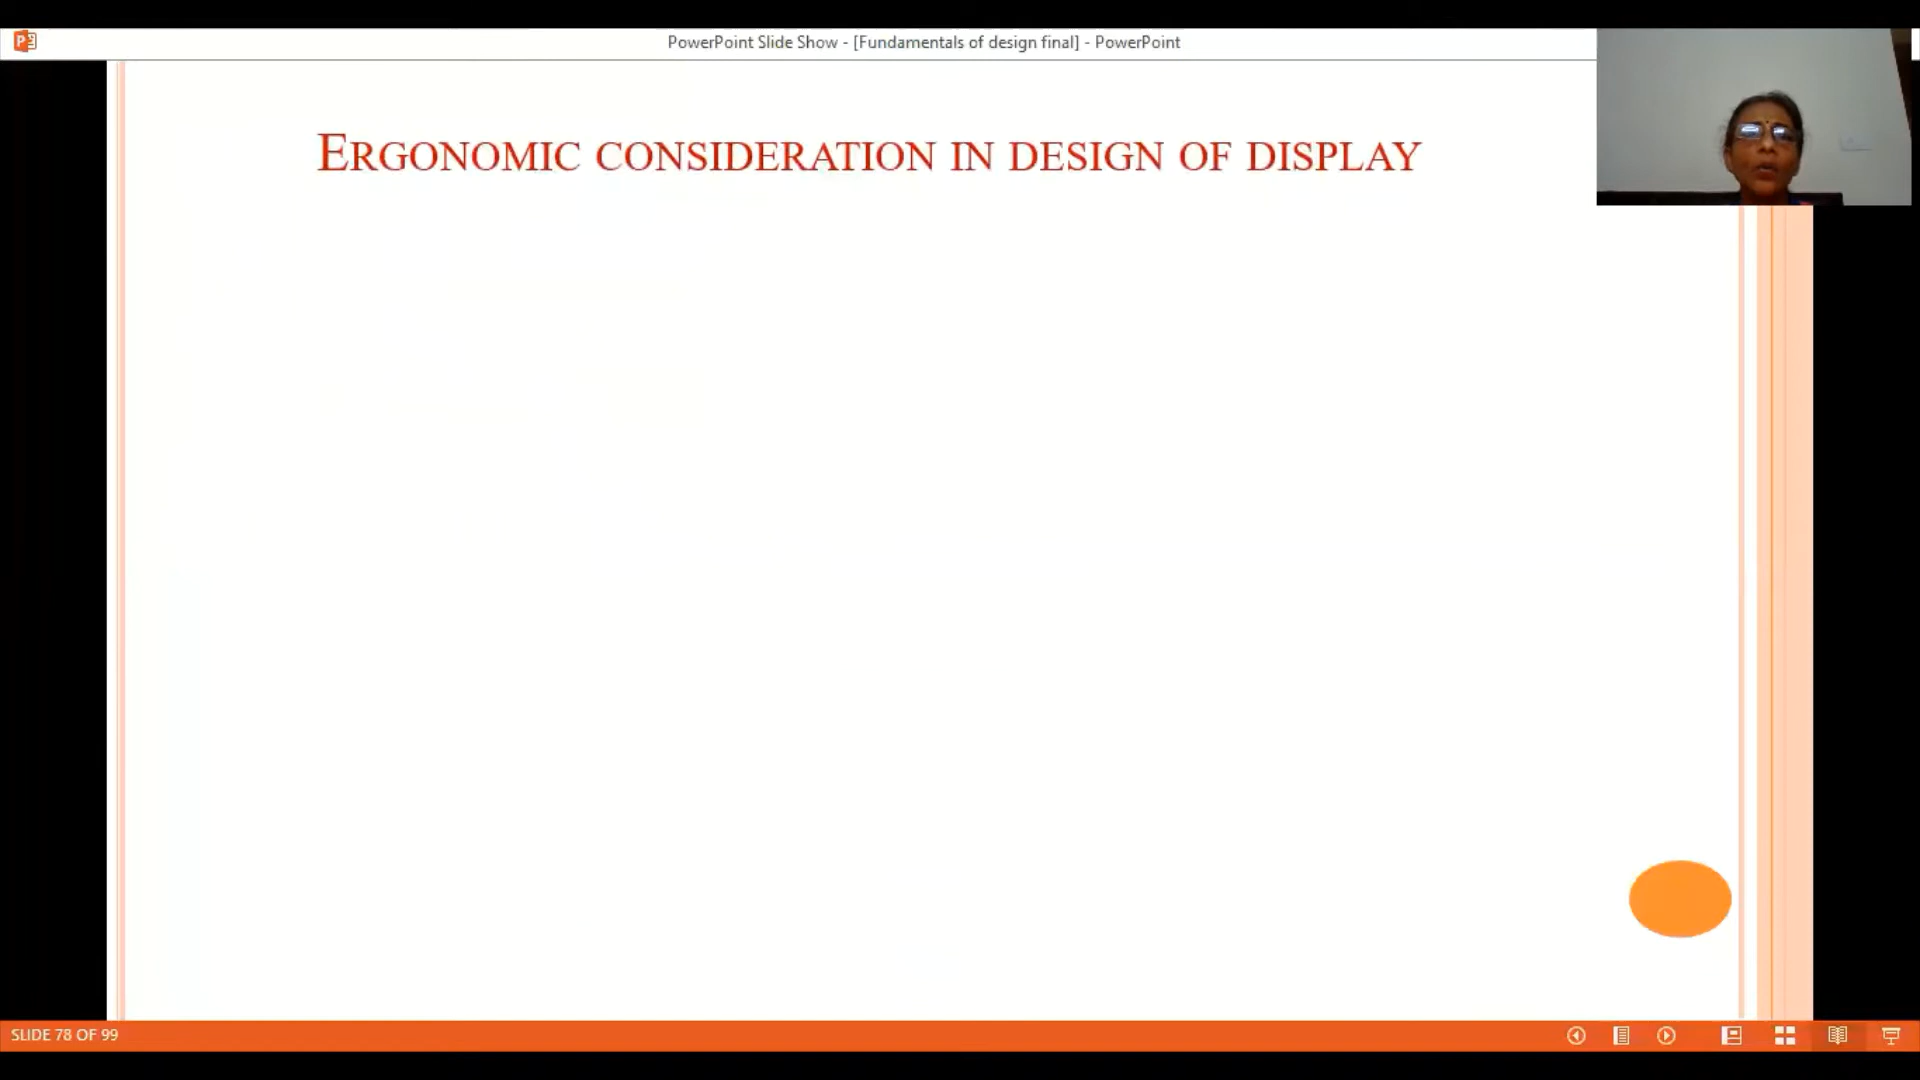 PowerPoint Slide Show - [Fundamentals of design final] - PowerPoint
ERGONOMIC CONSIDERATION IN DESIGN OF DISPLAY
SLIDE 78 OF 99